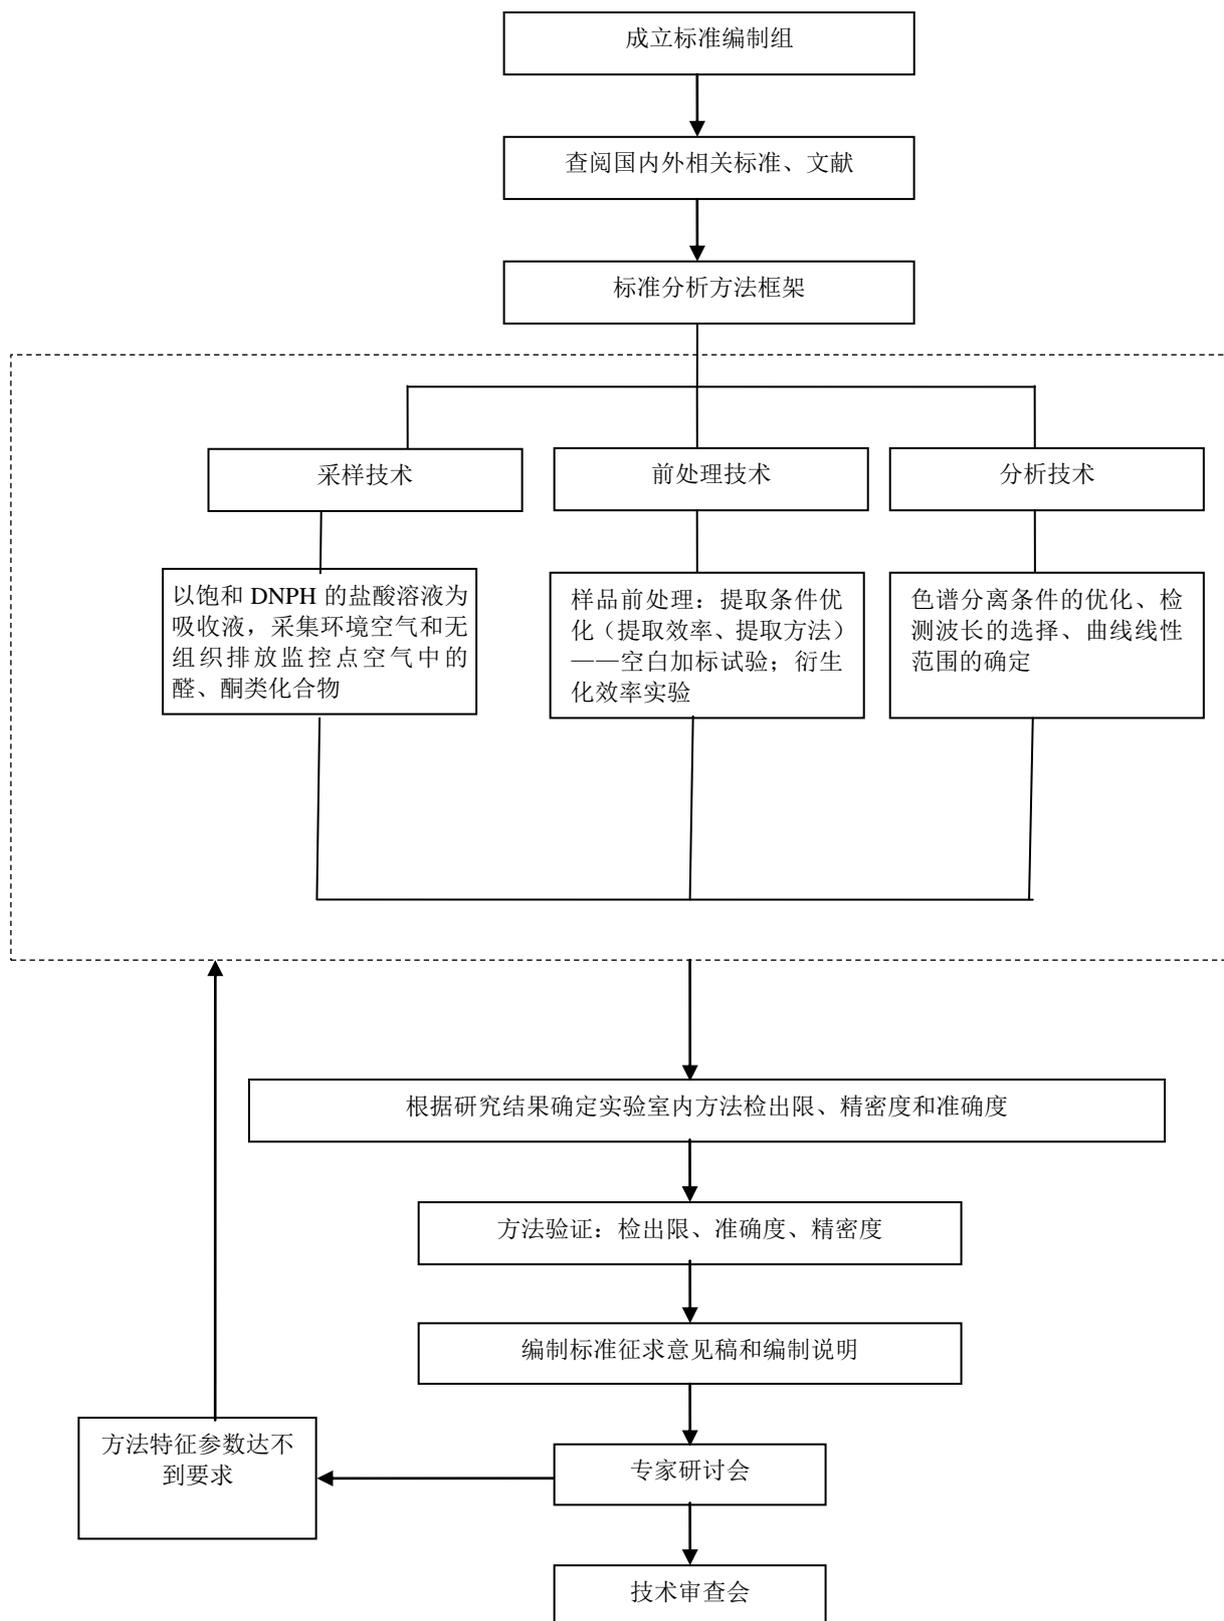 成立标准编制组
查阅国内外相关标准、文献
标准分析方法框架
采样技术
前处理技术
分析技术
以饱和 DNPH 的盐酸溶液为
吸收液，采集环境空气和无
组织排放监控点空气中的
醛、酮类化合物
样品前处理：提取条件优
化（提取效率、提取方法）
——空白加标试验；衍生
化效率实验
色谱分离条件的优化、检
测波长的选择、曲线线性
范围的确定
根据研究结果确定实验室内方法检出限、精密度和准确度
方法验证：检出限、准确度、精密度
编制标准征求意见稿和编制说明
方法特征参数达不
到要求
专家研讨会
技术审查会